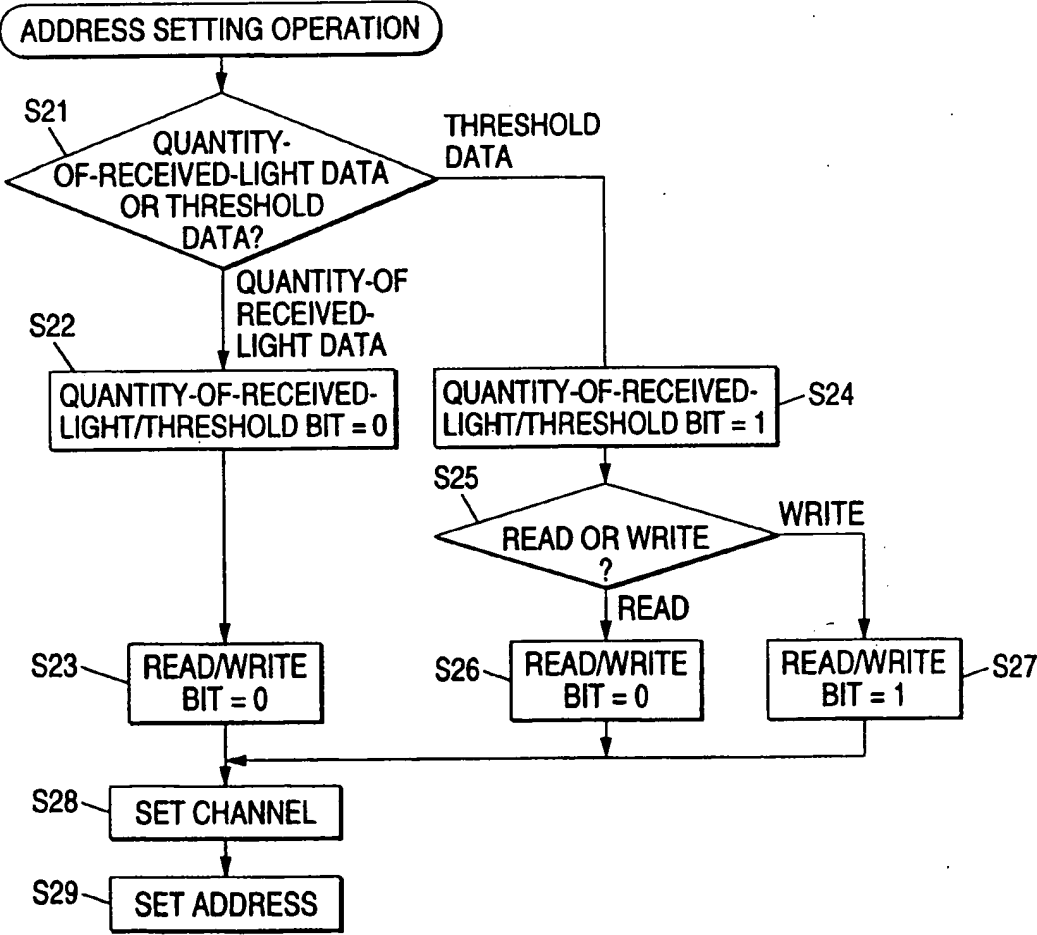 ADDRESS SETTING OPERATION
S21
QUANTITY-
OF-RECEIVED-LIGHT DATA
OR THRESHOLD
DATA?
THRESHOLD
DATA
QUANTITY-OF
RECEIVED-
LIGHT DATA
S22
QUANTITY-OF-RECEIVED-
LIGHT/THRESHOLD BIT = 0
QUANTITY-OF-RECEIVED-
LIGHT/THRESHOLD BIT = 1
S24
S25
READ OR WRITE
?
WRITE
READ
S23
READ/WRITE
BIT = 0
S26
READ/WRITE
BIT = 0
READ/WRITE
BIT = 1
S27
S28
SET CHANNEL
S29
SET ADDRESS